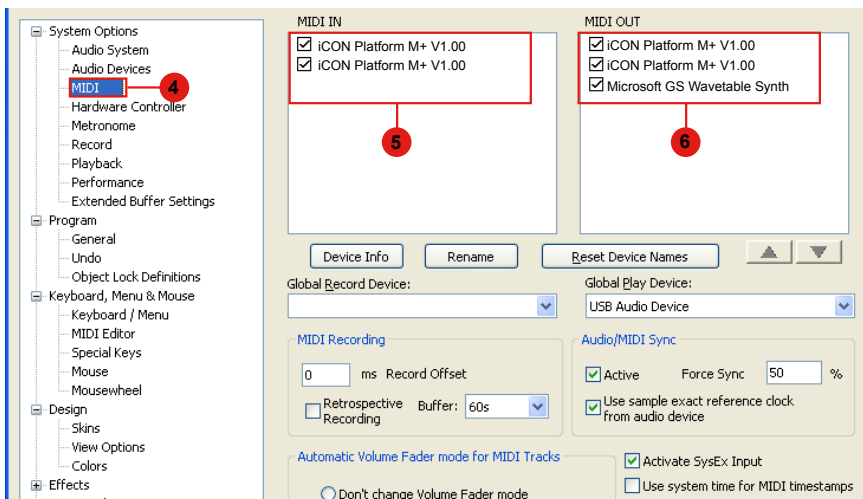 System Options
Audio System
Audio Devices
MIDI
4
Hardware Controller
Metronome
Record
Playback
Performance
Extended Buffer Settings
Program
General
Undo
Object Lock Definitions
Keyboard, Menu & Mouse
Keyboard / Menu
MIDI Editor
Special Keys
Mouse
Mousewheel
Design
Skins
View Options
Colors
Effects
MIDI IN
iCON Platform M+ V1.00
iCON Platform M+ V1.00
5
MIDI OUT
iCON Platform M+ V1.00
iCON Platform M+ V1.00
Microsoft GS Wavetable Synth
6
Device Info
Rename
Reset Device Names
Global Record Device:
Global Play Device:
USB Audio Device
MIDI Recording
0 ms Record Offset
Retrospective Recording
Buffer: 60s
Audio/MIDI Sync
Active Force Sync 50 %
Use sample exact reference clock
from audio device
Automatic Volume Fader mode for MIDI Tracks
Don't change Volume Fader mode
Activate SysEx Input
Use system time for MIDI timestamps